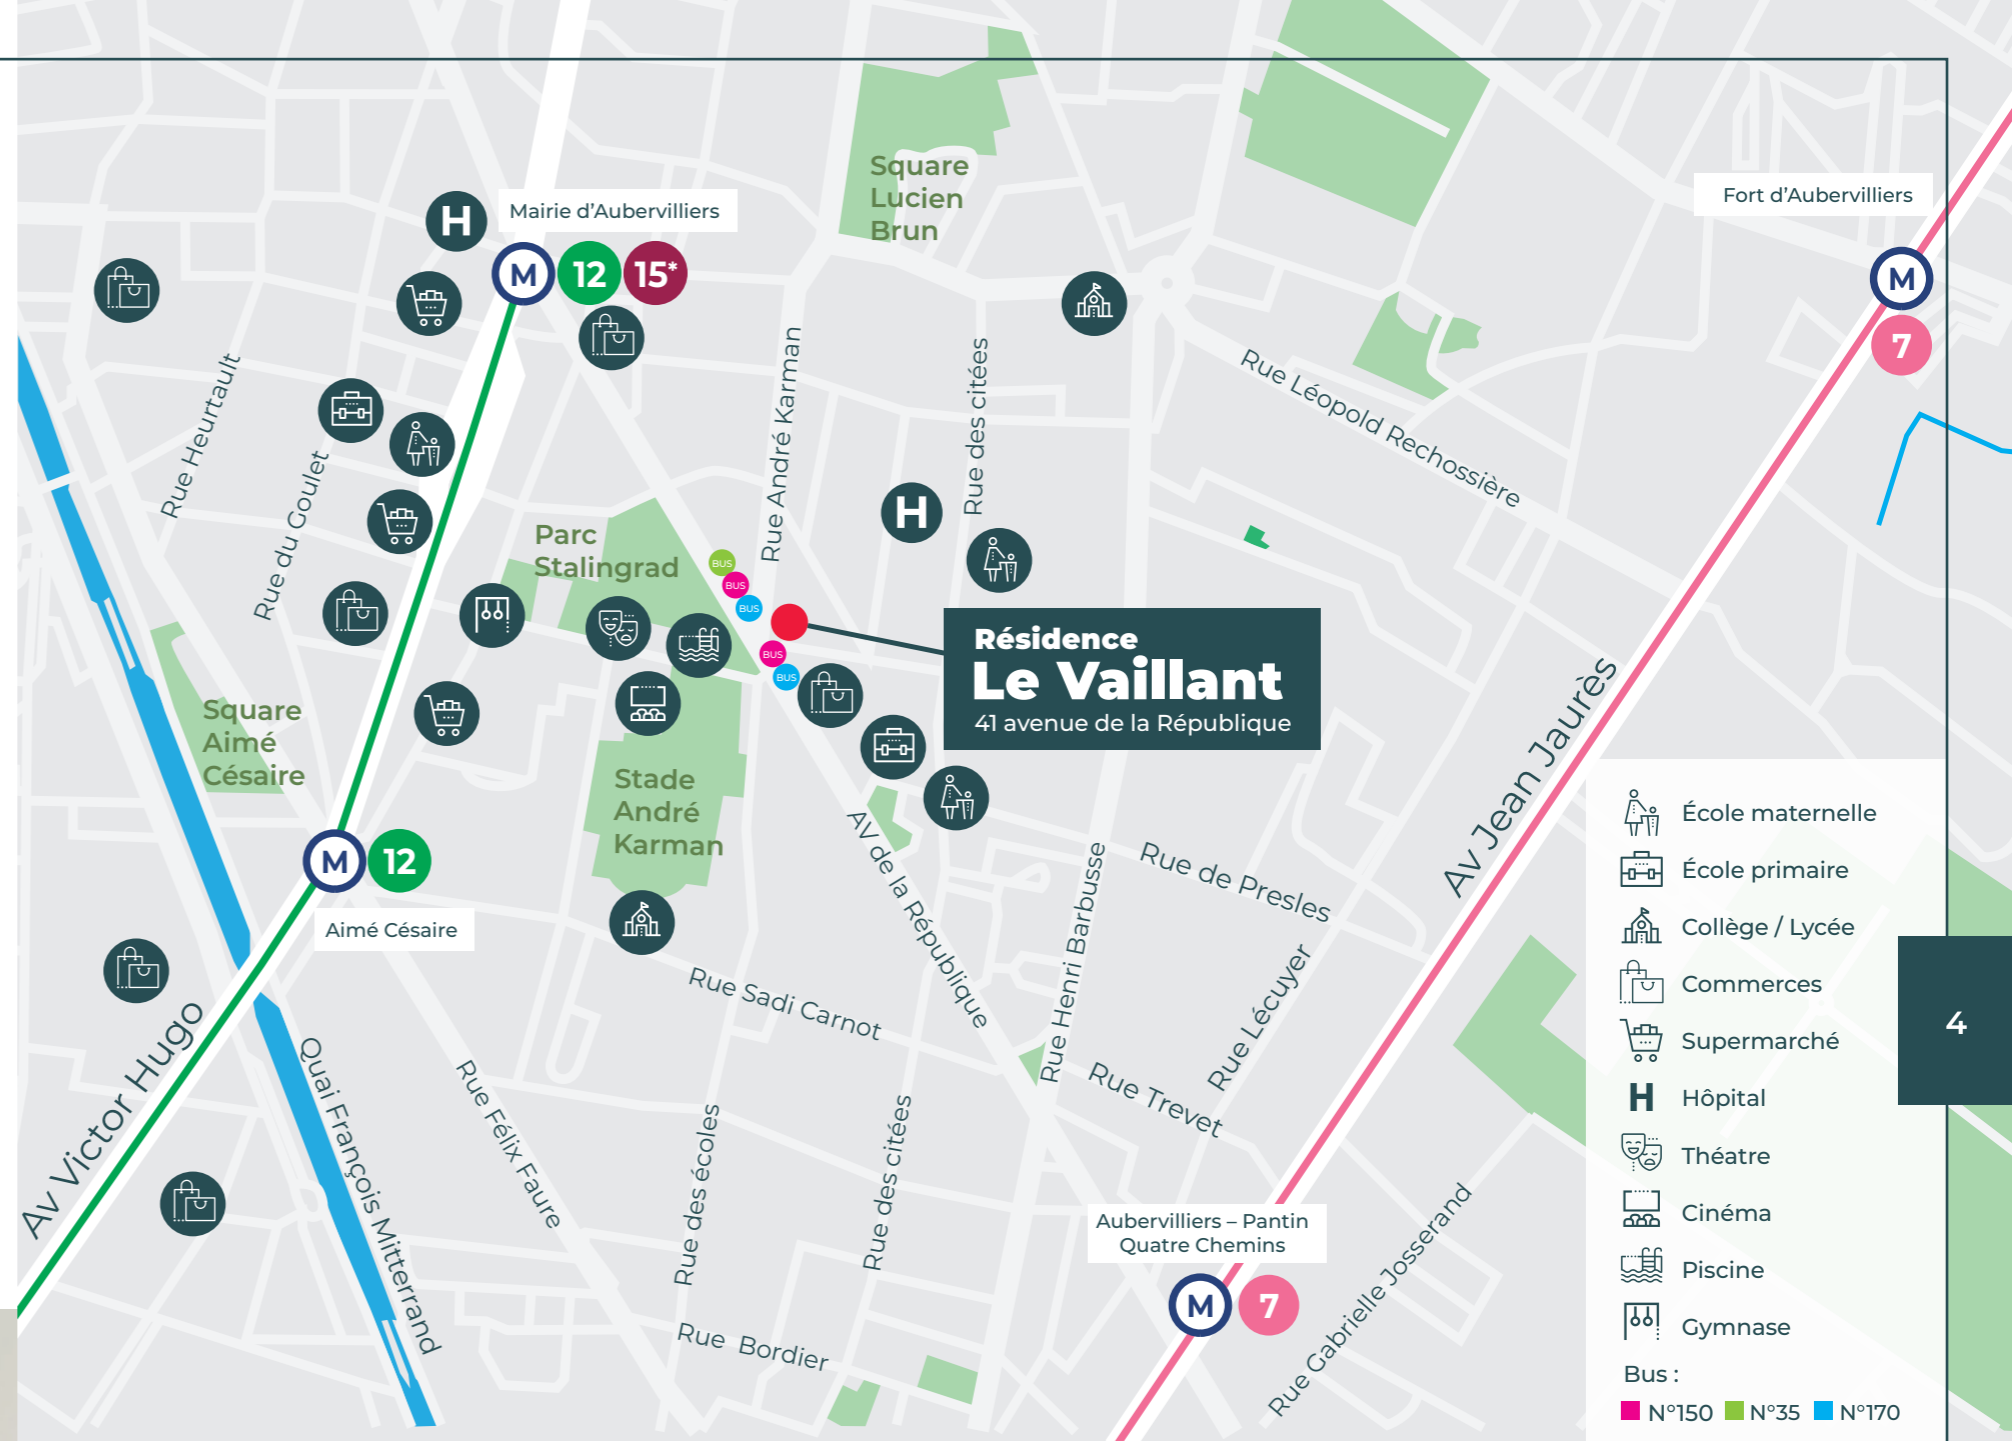 Square
Lucien
Brun
Fort d'Aubervilliers
H
Mairie d'Aubervilliers
M
12
15*
M
7
Rue Heurtault
Rue du Goulet
Rue André Karman
Rue des citées
Rue Léopold Rechossière
H
Parc
Stalingrad
BUS
BUS
BUS
BUS
BUS
Résidence
Le Vaillant
41 avenue de la République
Square
Aimé
Césaire
Stade
André
Karman
Av Jean Jaurès
M
12
Aimé Césaire
AV de la République
Rue Henri Barbusse
Rue de Presles
Rue Lécuyer
Rue Sadi Carnot
Rue Trevet
Av Victor Hugo
Quai François Mitterrand
Rue Félix Faure
Rue des écoles
Rue des citées
Aubervilliers – Pantin
Quatre Chemins
M
7
Rue Gabrielle Josserand
Rue Bordier
École maternelle
École primaire
Collège / Lycée
Commerces
Supermarché
H Hôpital
Théatre
Cinéma
Piscine
Gymnase
Bus :
N°150 N°35 N°170
4